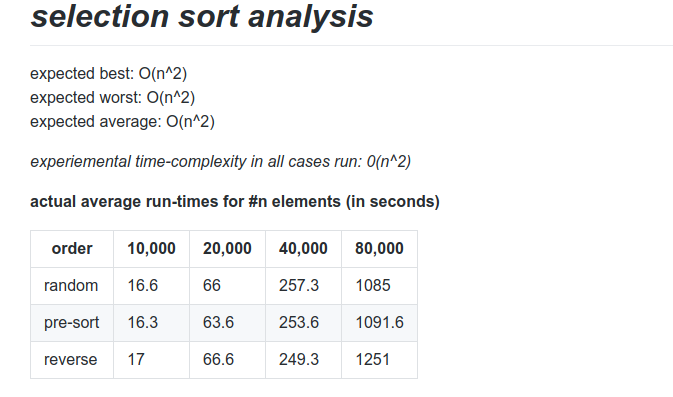 selection sort analysis
expected best: O(n^2)
expected worst: O(n^2)
expected average: O(n^2)
experiemental time-complexity in all cases run: 0(n^2)
actual average run-times for #n elements (in seconds)
order 10,000 20,000 40,000 80,000
random 16.6 66 257.3 1085
pre-sort 16.3 63.6 253.6 1091.6
reverse 17 66.6 249.3 1251